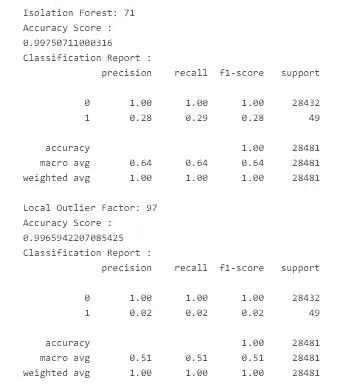 Isolation Forest: 71
Accuracy Score :
0.99750711000316
Classification Report :
precision recall f1-score support
0 1.00 1.00 1.00 28432
1 0.28 0.29 0.28 49
accuracy 1.00 28481
macro avg 0.64 0.64 0.64 28481
weighted avg 1.00 1.00 1.00 28481
Local Outlier Factor: 97
Accuracy Score :
0.9965942207085425
Classification Report :
precision recall f1-score support
0 1.00 1.00 1.00 28432
1 0.02 0.02 0.02 49
accuracy 1.00 28481
macro avg 0.51 0.51 0.51 28481
weighted avg 1.00 1.00 1.00 28481